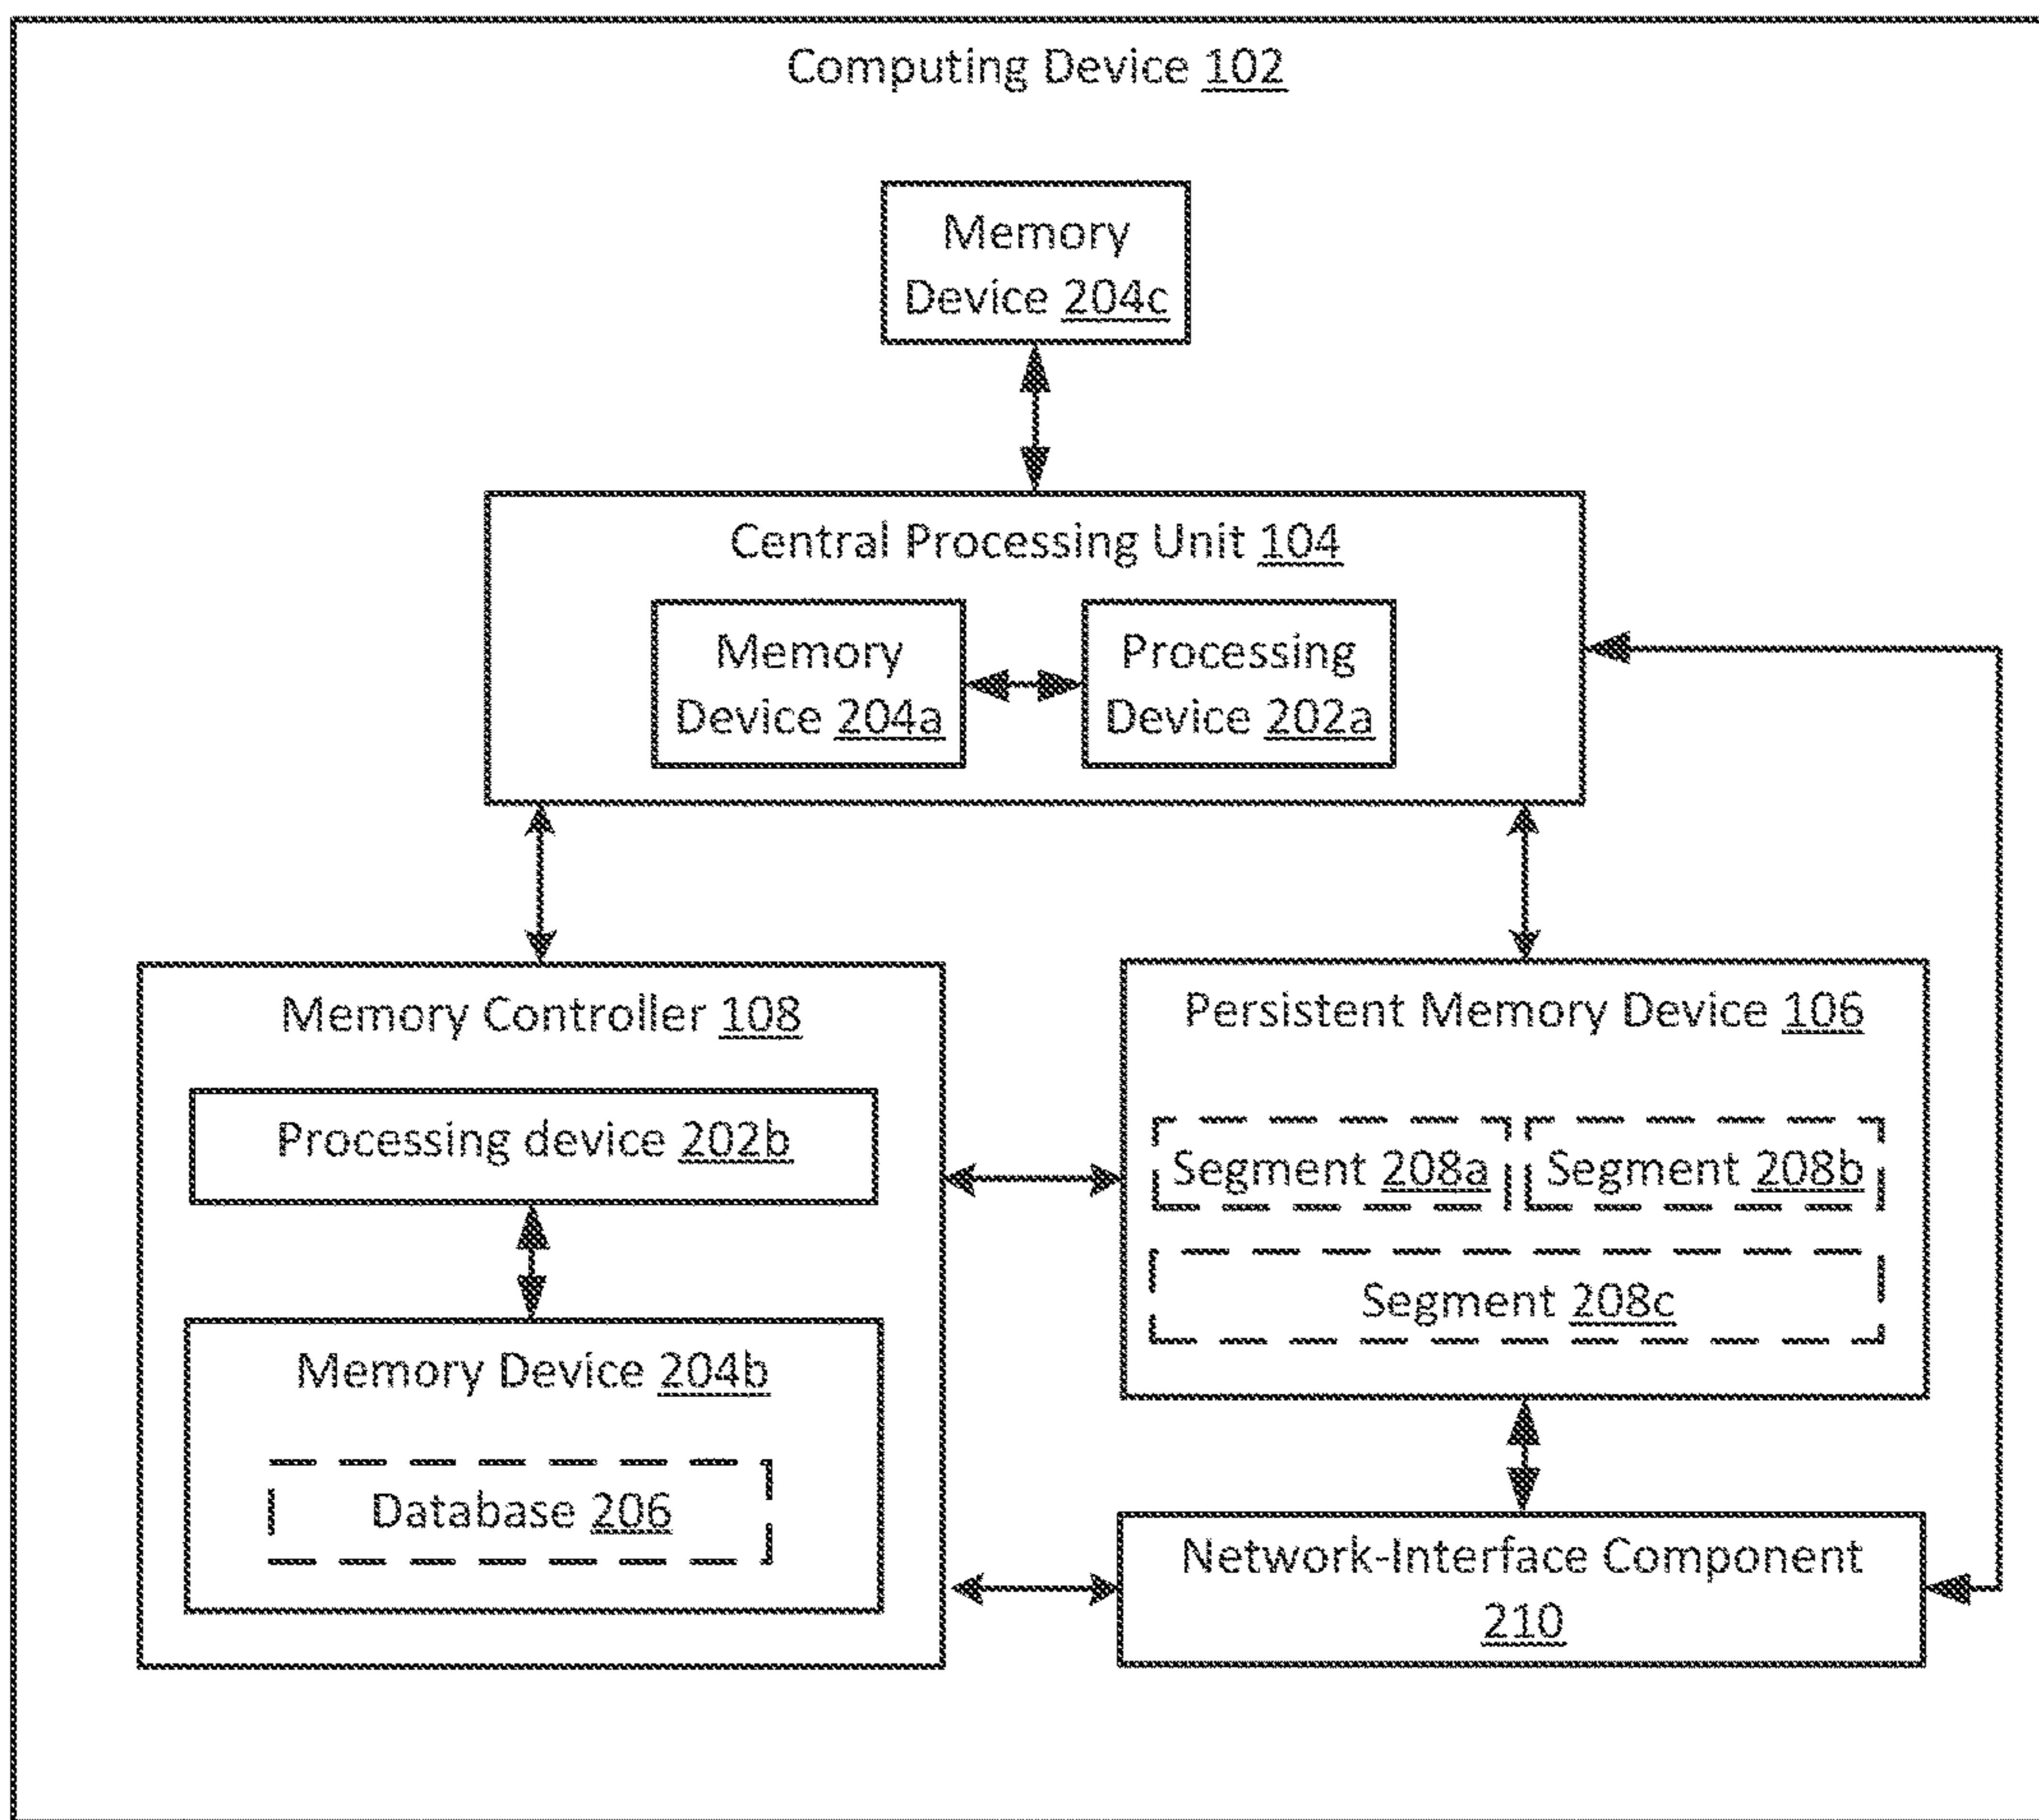 Computing Device 102
Memory
Device 204c
Central Processing Unit 104
Memory
Device 204a
Processing
Device 202a
Memory Controller 108
Processing device 202b
Memory Device 204b
Database 206
Persistent Memory Device 106
Segment 208a
Segment 208b
Segment 208c
Network-Interface Component
210